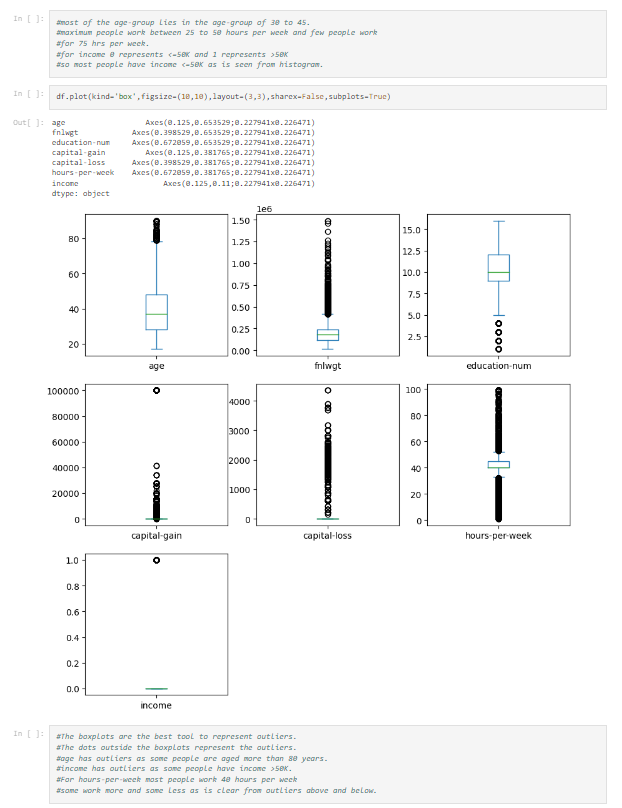 In [ ]:
#most of the age-group lies in the age-group of 30 to 45.
#maximum people work between 25 to 50 hours per week and few people work
#for 75 hrs per week.
#for income 0 represents <=50K and 1 represents >50K
#so most people have income <=50K as is seen from histogram.
In [ ]:
df.plot(kind='box',figsize=(10,10),layout=(3,3),sharex=False,subplots=True)
Out[ ]:
age Axes(0.125,0.653529;0.227941x0.226471)
fnlwgt Axes(0.398529,0.653529;0.227941x0.226471)
education-num Axes(0.672059,0.653529;0.227941x0.226471)
capital-gain Axes(0.125,0.381765;0.227941x0.226471)
capital-loss Axes(0.398529,0.381765;0.227941x0.226471)
hours-per-week Axes(0.672059,0.381765;0.227941x0.226471)
income Axes(0.125,0.11;0.227941x0.226471)
dtype: object
80
60
40
20
age
1e6
1.50
1.25
1.00
0.75
0.50
0.25
0.00
fnlwgt
15.0
12.5
10.0
7.5
5.0
2.5
education-num
100000
80000
60000
40000
20000
0
capital-gain
4000
3000
2000
1000
0
capital-loss
100
80
60
40
20
0
hours-per-week
1.0
0.8
0.6
0.4
0.2
0.0
income
In [ ]:
#The boxplots are the best tool to represent outliers.
#The dots outside the boxplots represent the outliers.
#age has outliers as some people are aged more than 80 years.
#income has outliers as some people have income >50K.
#For hours-per-week most people work 40 hours per week
#some work more and some less as is clear from outliers above and below.